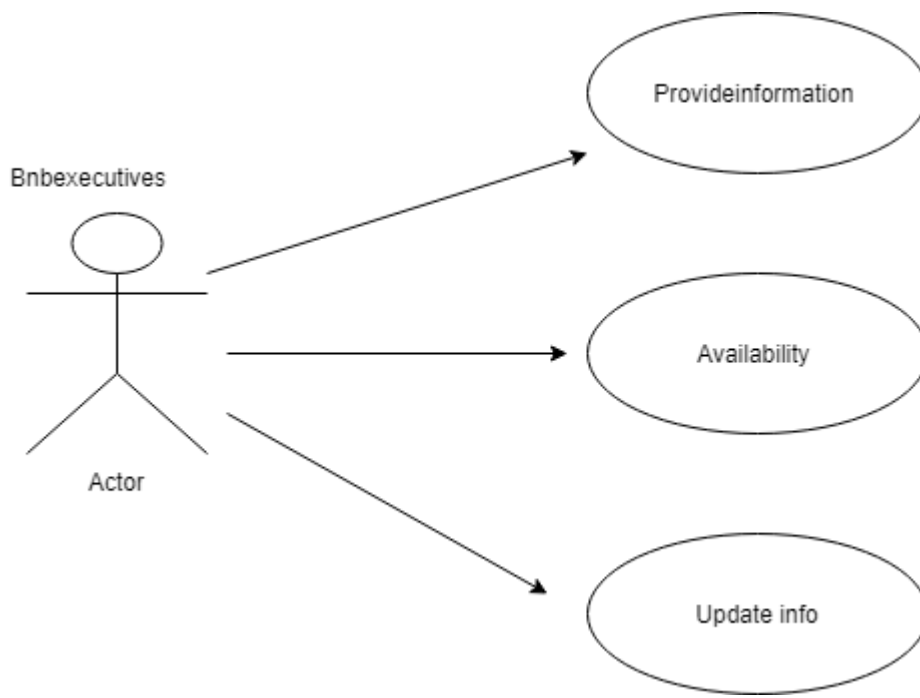 Provideinformation
Bnbexecutives
Availability
Actor
Update info